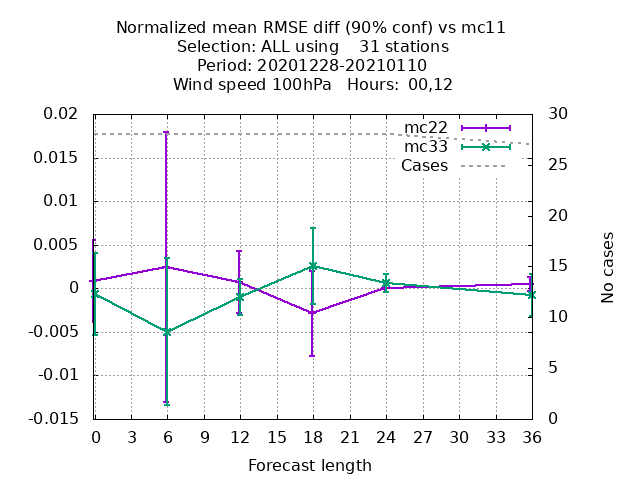 Normalized mean RMSE diff (90% conf) vs mc11
Selection: ALL using    31 stations
Period: 20201228-20210110
Wind speed 100hPa   Hours:  00,12
0.02
0.015
0.01
0.005
0
-0.005
-0.01
-0.015
30
25
20
15
10
5
0
mc22
mc33
Cases
No cases
0 3 6 9 12 15 18 21 24 27 30 33 36
Forecast length